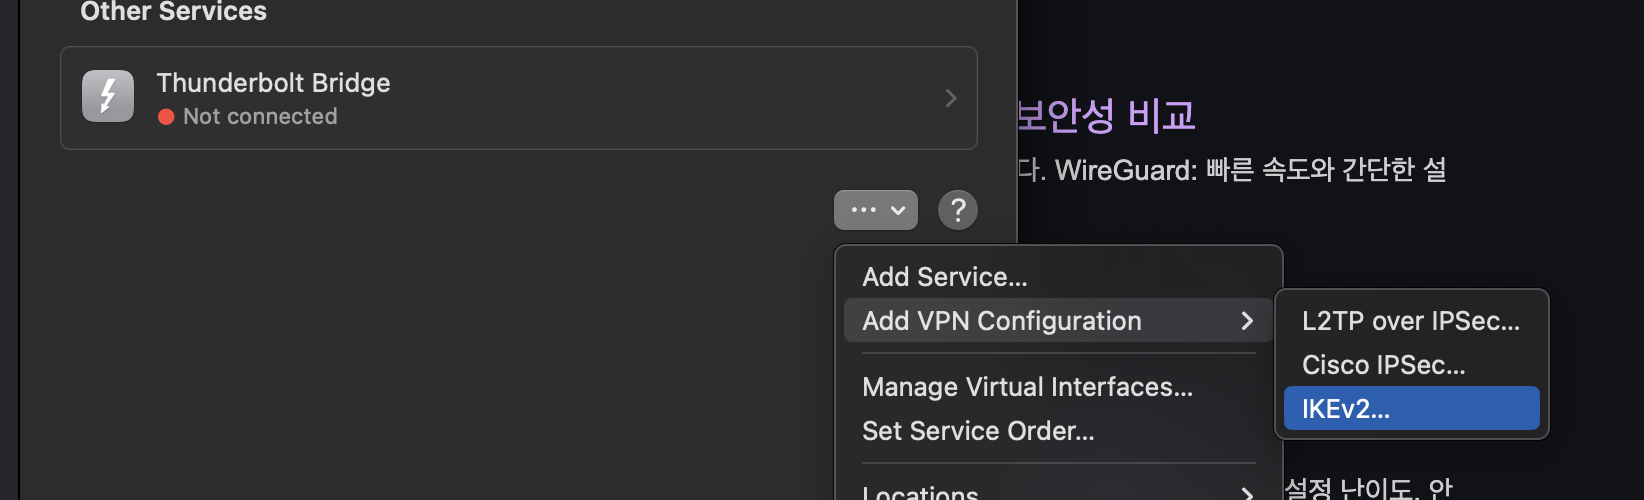 Other Services
Thunderbolt Bridge
Not connected
보안성 비교
다. WireGuard: 빠른 속도와 간단한 설
?
Add Service...
Add VPN Configuration
L2TP over IPSec...
Cisco IPSec...
IKEv2...
Manage Virtual Interfaces...
Set Service Order...
Locations
설정 난이도, 안